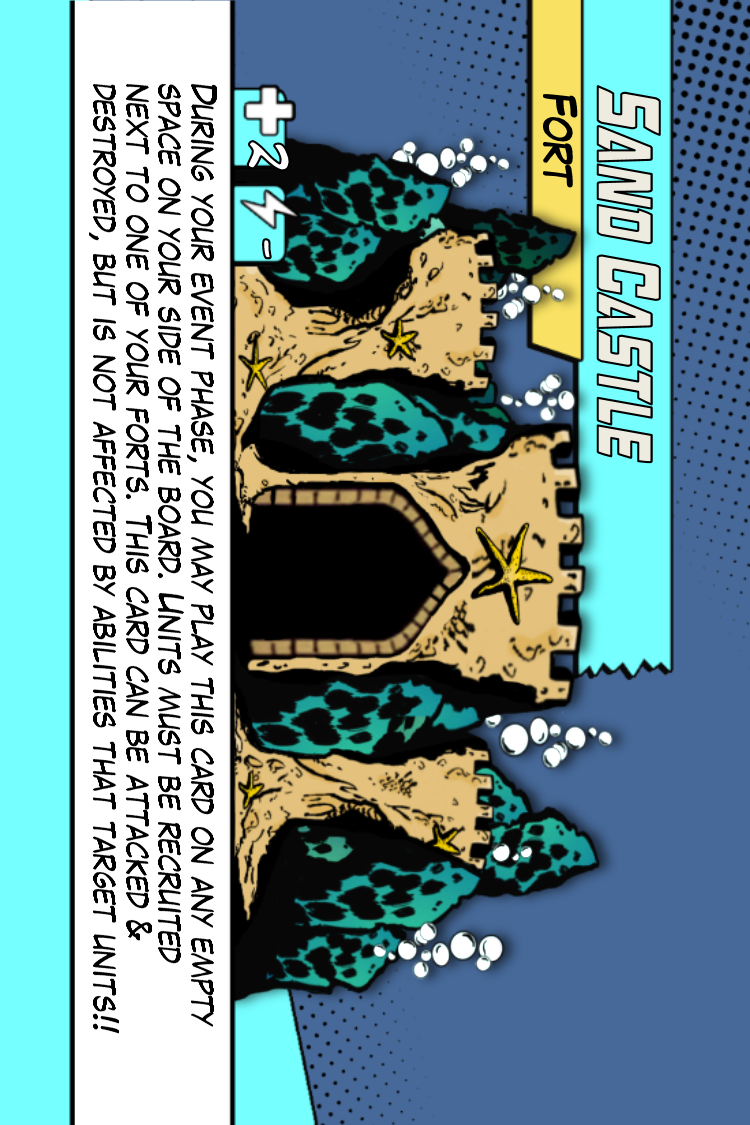 SAND CASTLE
FORT
+2
-
DURING YOUR EVENT PHASE, YOU MAY PLAY THIS CARD ON ANY EMPTY
SPACE ON YOUR SIDE OF THE BOARD. UNITS MUST BE RECRUITED
NEXT TO ONE OF YOUR FORTS. THIS CARD CAN BE ATTACKED &
DESTROYED, BUT IS NOT AFFECTED BY ABILITIES THAT TARGET UNITS!!